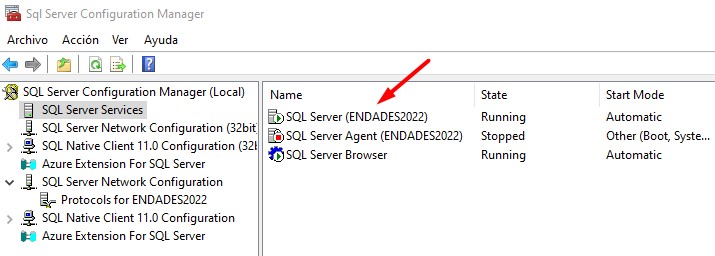 Sql Server Configuration Manager
Archivo Acción Ver Ayuda
SQL Server Configuration Manager (Local)
SQL Server Services
SQL Server Network Configuration (32bit
SQL Native Client 11.0 Configuration (32b
Azure Extension For SQL Server
SQL Server Network Configuration
Protocols for ENDADES2022
SQL Native Client 11.0 Configuration
Azure Extension For SQL Server
Name State Start Mode
SQL Server (ENDADES2022) Running Automatic
SQL Server Agent (ENDADES2022) Stopped Other (Boot, Syste...
SQL Server Browser Running Automatic